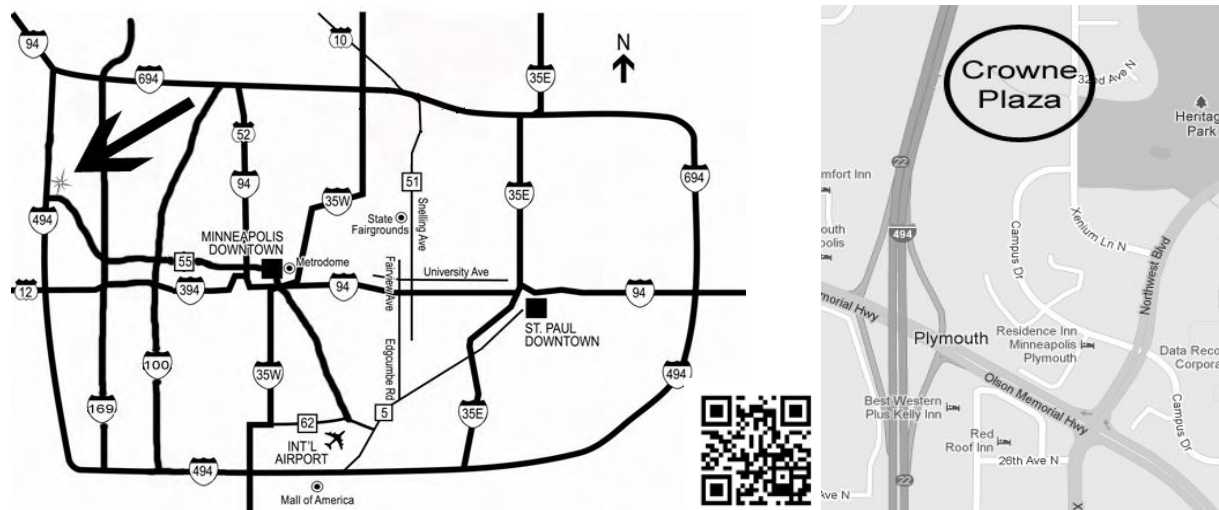 94
694
10
35E
N
52
94
51
35W
State
Fairgrounds
Snelling Ave
35E
694
494
MINNEAPOLIS
DOWNTOWN
Metrodome
55
12
394
94
University Ave
Fairview Ave
94
ST. PAUL
DOWNTOWN
100
35W
Edgcumbe Rd
494
169
62
5
35E
INT'L
AIRPORT
494
Mall of America
Crowne
Plaza
32nd Ave N
Heritag
Park
22
mfort Inn
outh
polis
494
Campus Dr
Xenium Ln N
Northwest Blvd
emorial Hwy
Plymouth
Residence Inn
Minneapolis
Plymouth
Data Reco
Corpora
Olson Memorial Hwy
Best Western
Plus Kelly Inn
Red
Roof Inn
Campus Dr
26th Ave N
22
Ave N
X